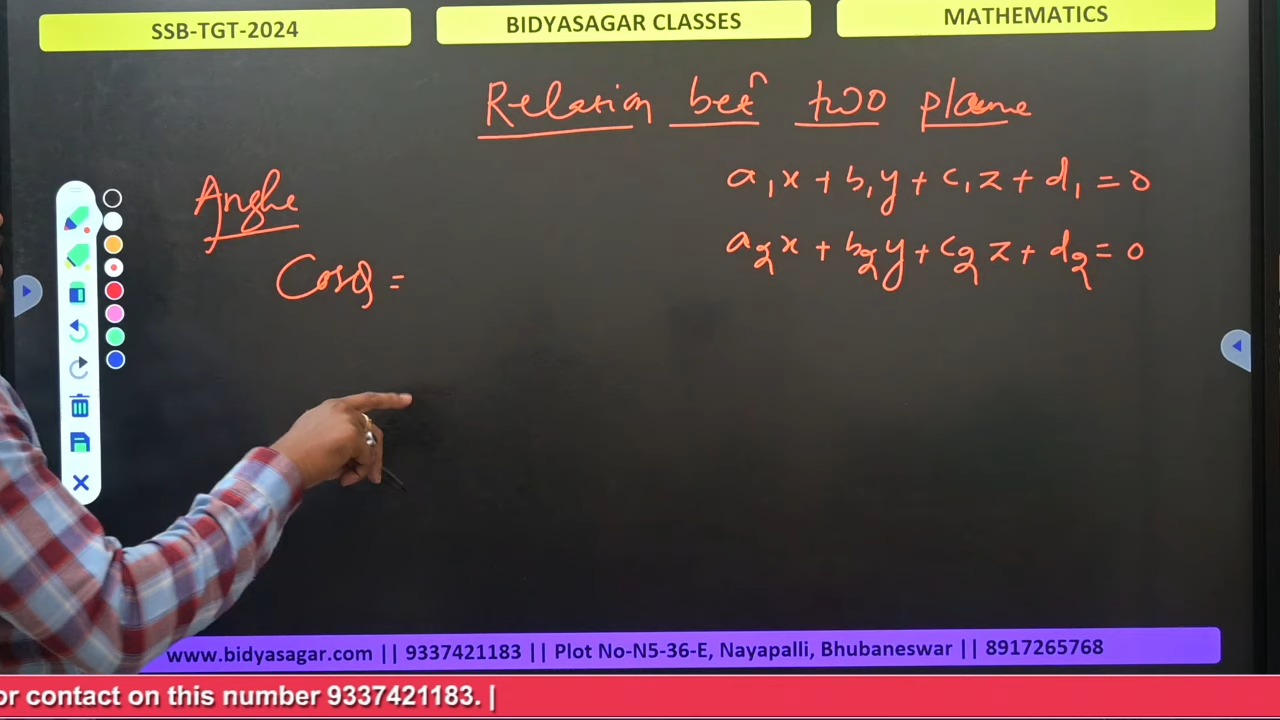 SSB-TGT-2024
BIDYASAGAR CLASSES
MATHEMATICS
Relation betⁿ two plane
Angle
a₁x + b₁y + c₁z + d₁ = 0
a₂x + b₂y + c₂z + d₂ = 0
Cosθ =
www.bidyasagar.com || 9337421183 || Plot No-N5-36-E, Nayapalli, Bhubaneswar || 8917265768
or contact on this number 9337421183. |